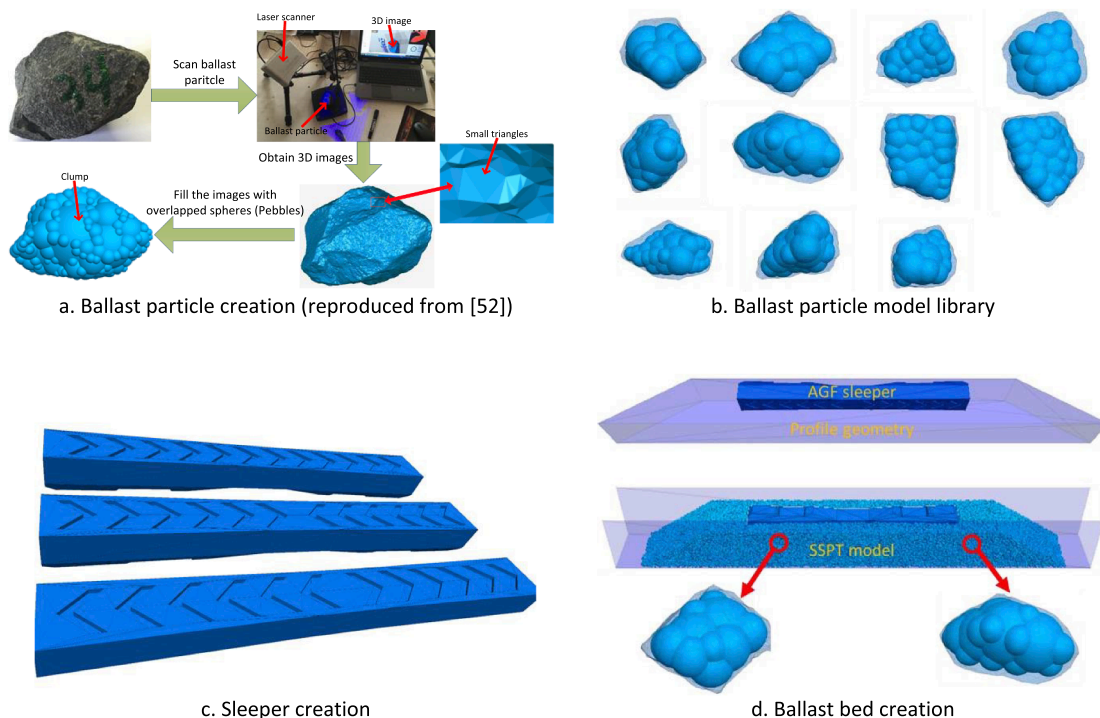 Laser scanner
3D image
34
Scan ballast
paritcle
Ballast particle
Small triangles
Obtain 3D images
Clump
Fill the images with
overlapped spheres (Pebbles)
a. Ballast particle creation (reproduced from [52])
b. Ballast particle model library
AGF sleeper
Profile geometry
SSPT model
c. Sleeper creation
d. Ballast bed creation